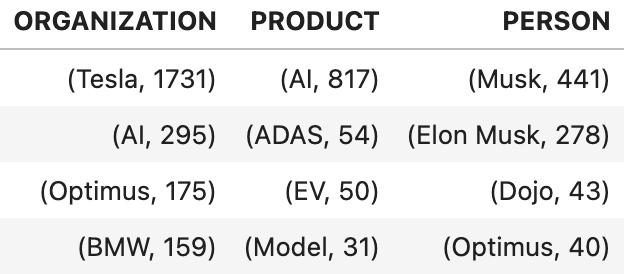 ORGANIZATION PRODUCT PERSON
(Tesla, 1731) (AI, 817) (Musk, 441)
(AI, 295) (ADAS, 54) (Elon Musk, 278)
(Optimus, 175) (EV, 50) (Dojo, 43)
(BMW, 159) (Model, 31) (Optimus, 40)